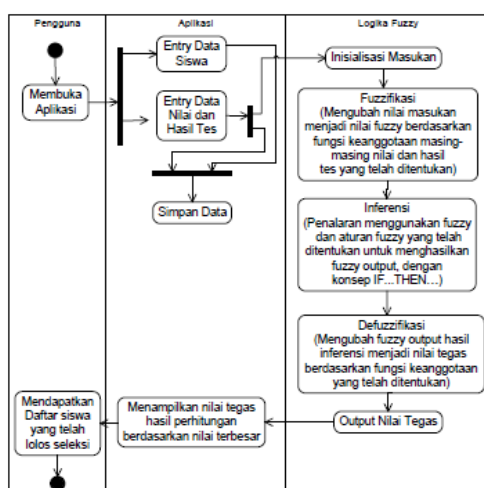 Pengguna
Aplikasi
Logika Fuzzy
Membuka
Aplikasi
Entry Data
Siswa
Entry Data
Nilai dan
Hasil Tes
Simpan Data
Inisialisasi Masukan
Fuzzifikasi
(Mengubah nilai masukan
menjadi nilai fuzzy berdasarkan
fungsi keanggotaan masing-
masing nilai dan hasil
tes yang telah ditentukan)
Inferensi
(Penalaran menggunakan fuzzy
dan aturan fuzzy yang telah
ditentukan untuk menghasilkan
fuzzy output, dengan
konsep IF...THEN...)
Defuzzifikasi
(Mengubah fuzzy output hasil
inferensi menjadi nilai tegas
berdasarkan fungsi keanggotaan
yang telah ditentukan)
Output Nilai Tegas
Menampilkan nilai tegas
hasil perhitungan
berdasarkan nilai terbesar
Mendapatkan
Daftar siswa
yang telah
lolos seleksi